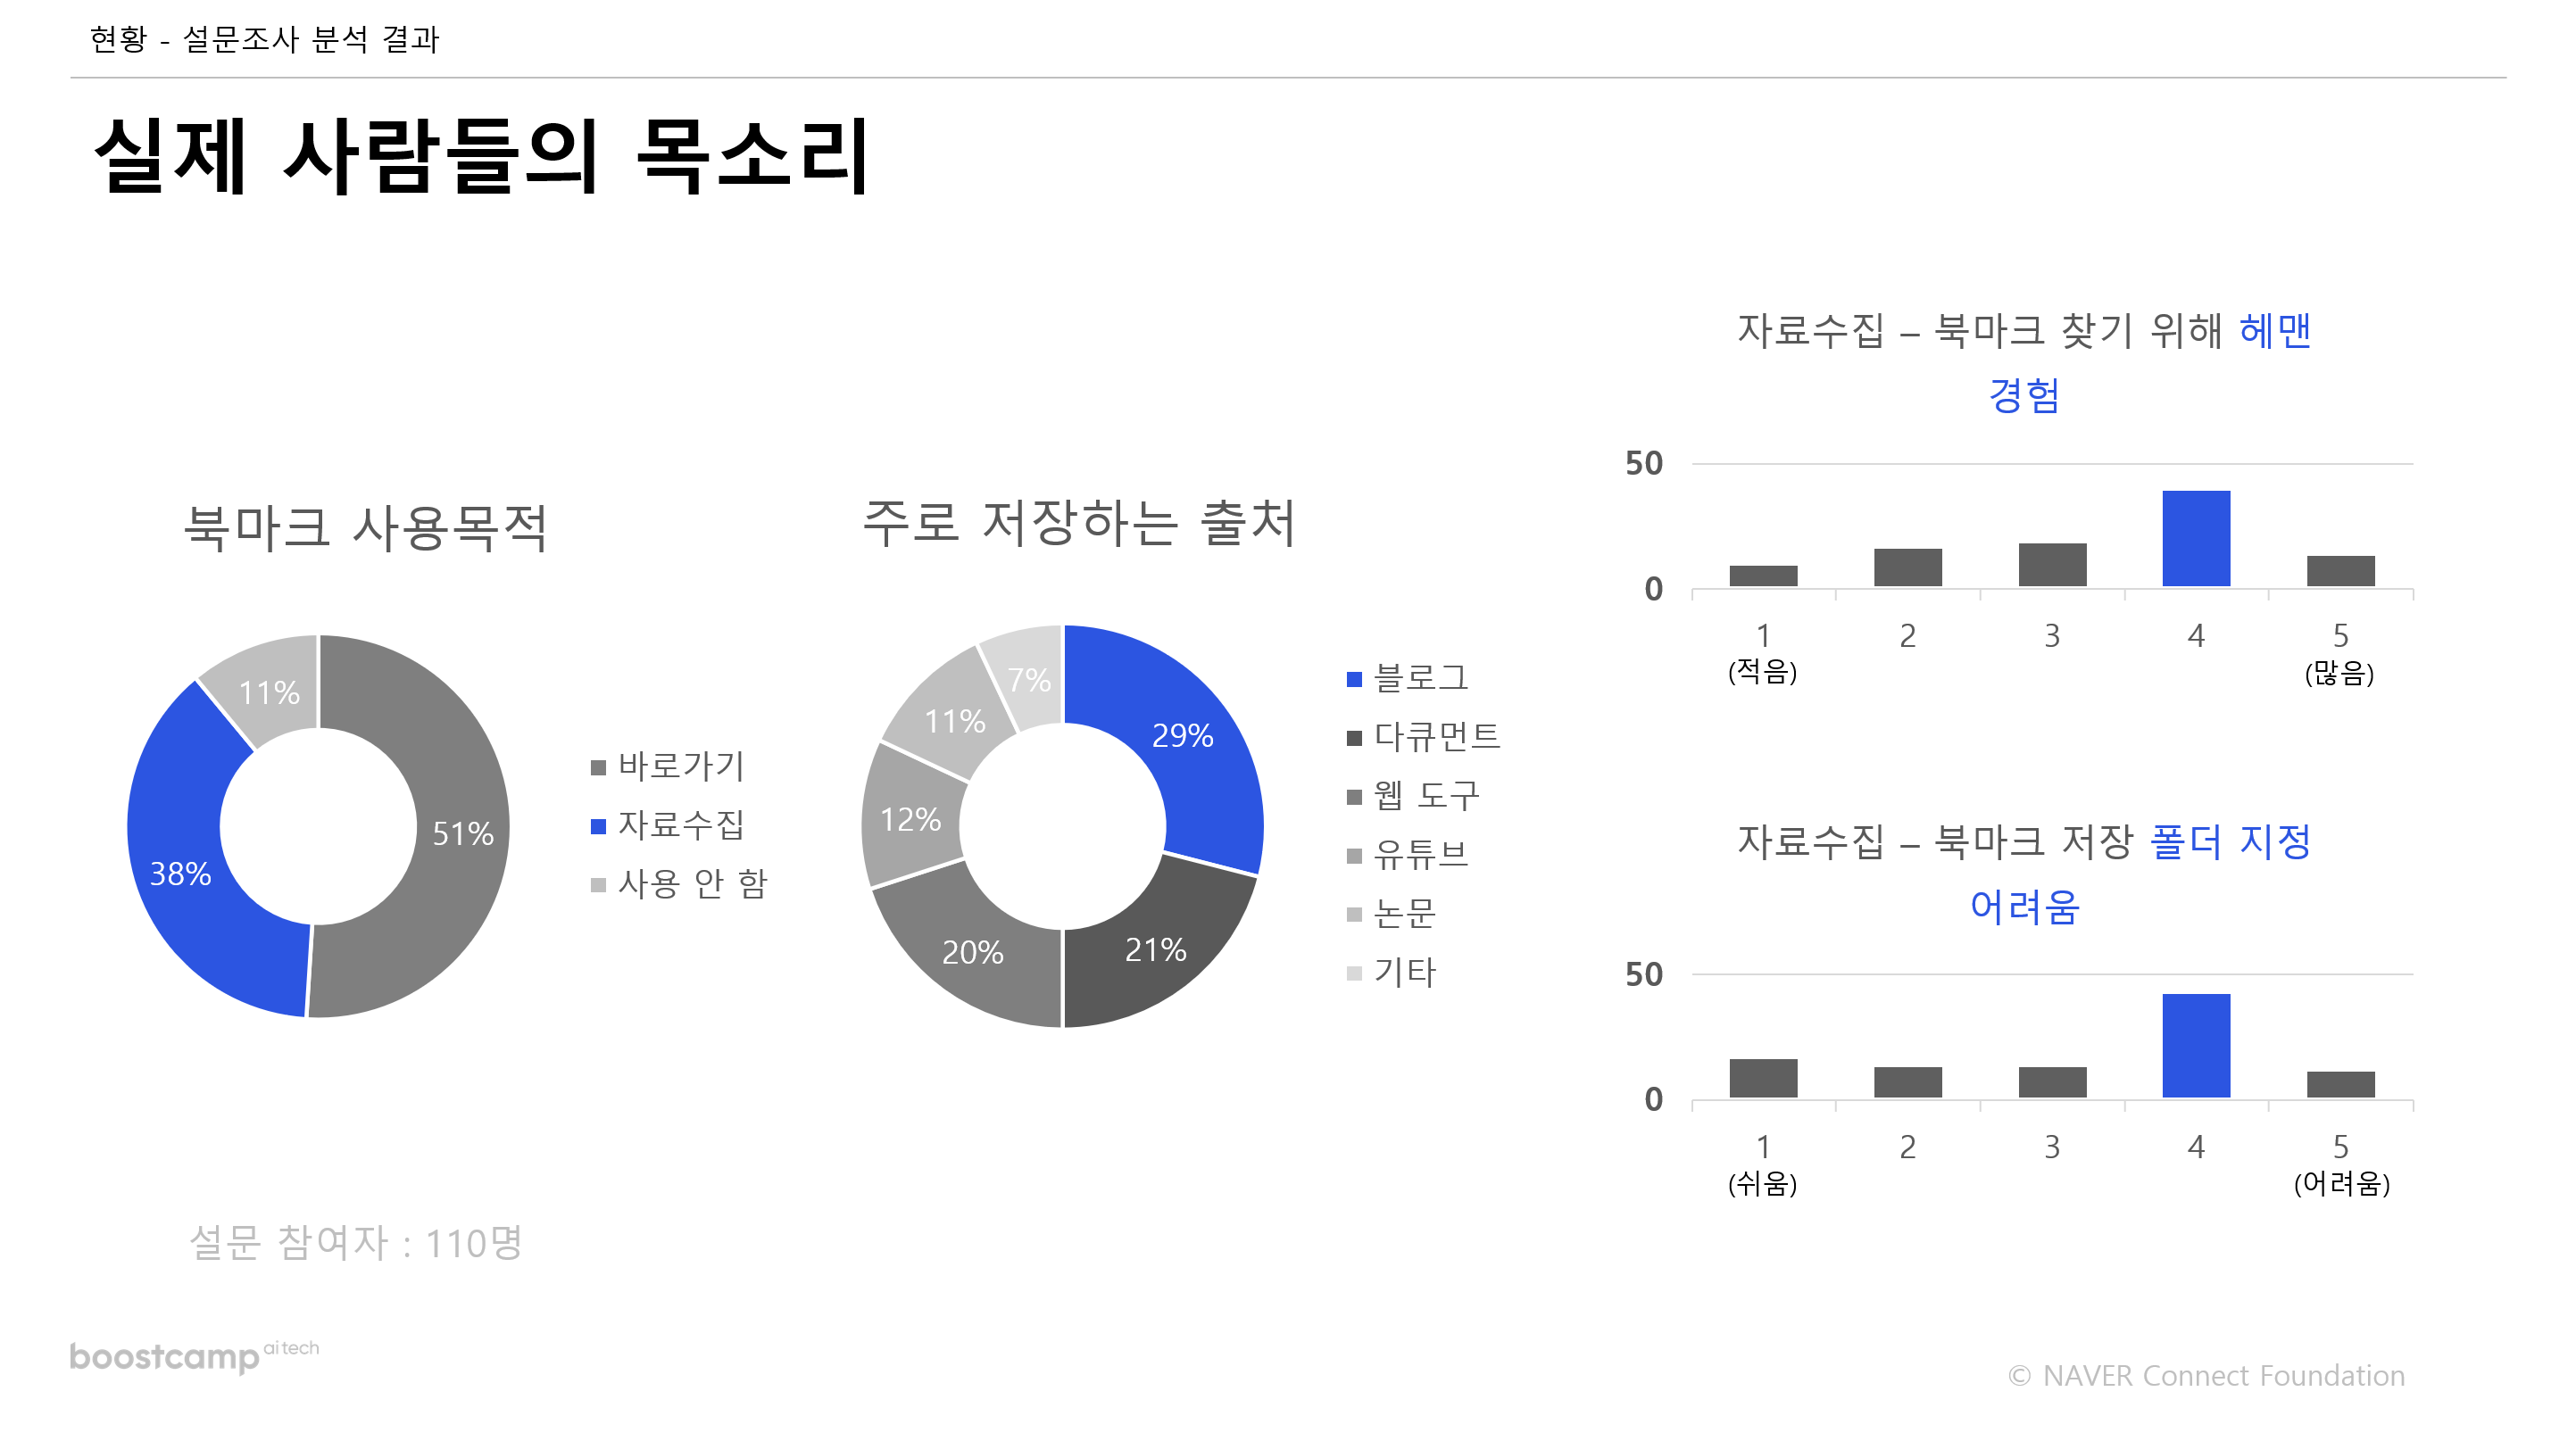 현황 - 설문조사 분석 결과
실제 사람들의 목소리
북마크 사용목적
11%
51%
38%
바로가기
자료수집
사용 안 함
설문 참여자 : 110명
주로 저장하는 출처
7%
11%
29%
12%
20%
21%
블로그
다큐먼트
웹 도구
유튜브
논문
기타
자료수집 – 북마크 찾기 위해 헤맨
경험
50
0
1 2 3 4 5
(적음) (많음)
자료수집 – 북마크 저장 폴더 지정
어려움
50
0
1 2 3 4 5
(쉬움) (어려움)
boostcamp ai tech
© NAVER Connect Foundation